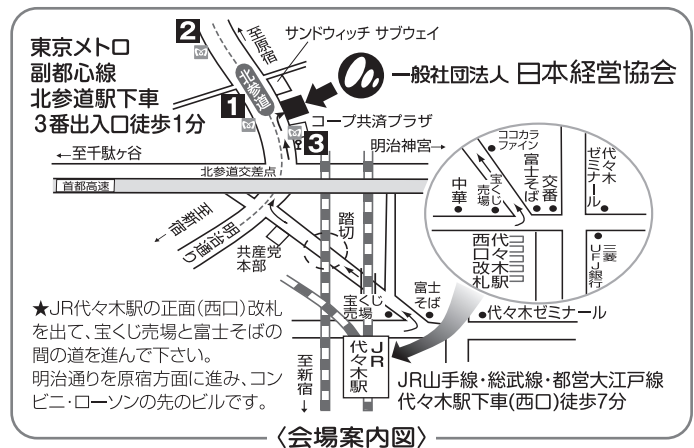 東京メトロ
副都心線
北参道駅下車
3番出入口徒歩1分
2
至原宿
サンドウィッチ サブウェイ
北参道
一般社団法人 日本経営協会
1
コープ共済プラザ
3
←至千駄ヶ谷
明治神宮→
北参道交差点
首都高速
至新宿
明治通り
共産党
本部
踏切
宝くじ
売場
富士
そば
代々木ゼミナール
JR
代々木駅
至新宿
↓
ココカラ
ファイン
中華
宝くじ
売場
富士そば
交番
代々木
ゼミナール
代々木駅
西口改札
三菱
UFJ銀行
★JR代々木駅の正面(西口)改札
を出て、宝くじ売場と富士そばの
間の道を進んで下さい。
明治通りを原宿方面に進み、コン
ビニ・ローソンの先のビルです。
JR山手線・総武線・都営大江戸線
代々木駅下車(西口)徒歩7分
〈会場案内図〉